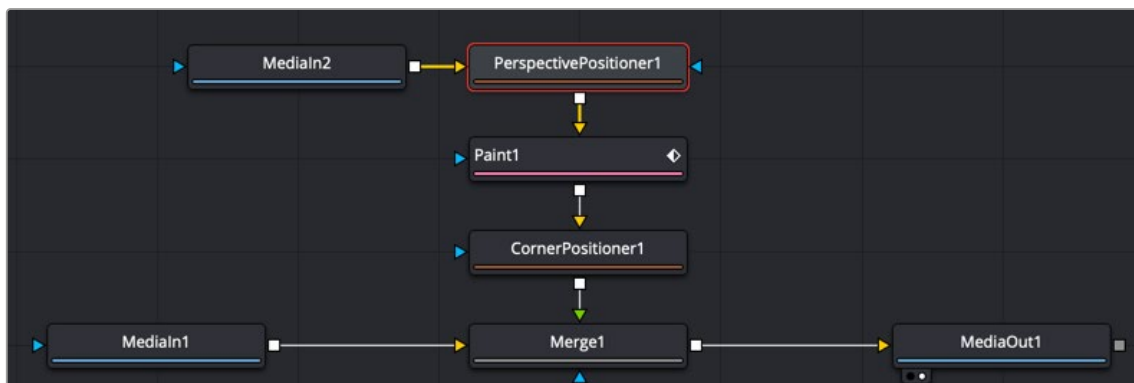 MediaIn2
PerspectivePositioner1
Paint1
CornerPositioner1
MediaIn1
Merge1
MediaOut1